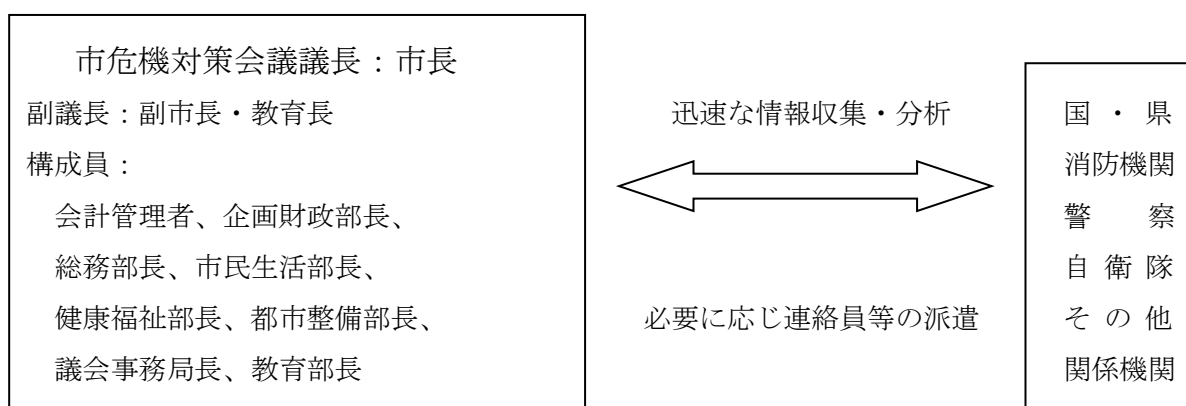 市危機対策会議議長：市長
副議長：副市長・教育長
構成員：
会計管理者、企画財政部長、
総務部長、市民生活部長、
健康福祉部長、都市整備部長、
議会事務局長、教育部長
迅速な情報収集・分析
必要に応じ連絡員等の派遣
国・県
消防機関
警　　察
自 衛 隊
そ の 他
関係機関